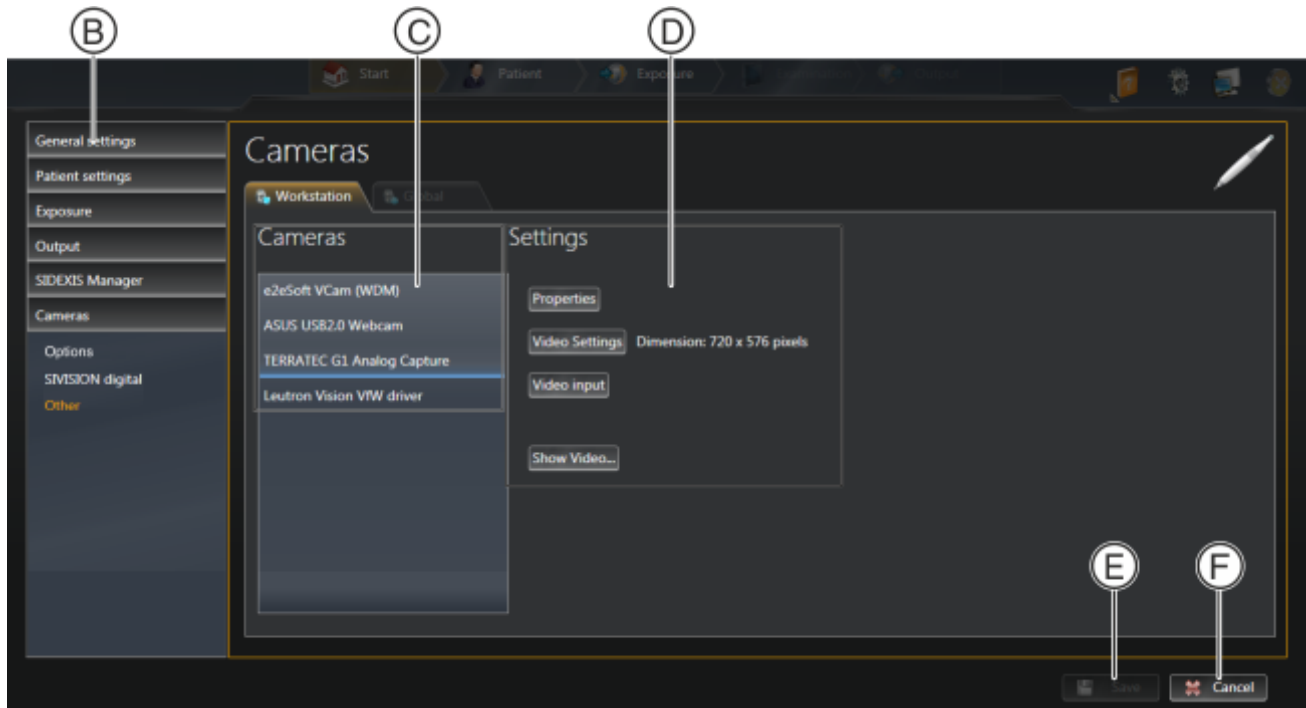 B C D
Start Patient Exposure
General settings
Patient settings
Exposure
Output
SIDEXIS Manager
Cameras
Options
SIVISION digital
Other
Cameras
Workstation Global
Cameras
e2eSoft VCam (WDM)
ASUS USB2.0 Webcam
TERRATEC G1 Analog Capture
Leutron Vision VfW driver
Settings
Properties
Video Settings Dimension: 720 x 576 pixels
Video input
Show Video...
E F
Save Cancel